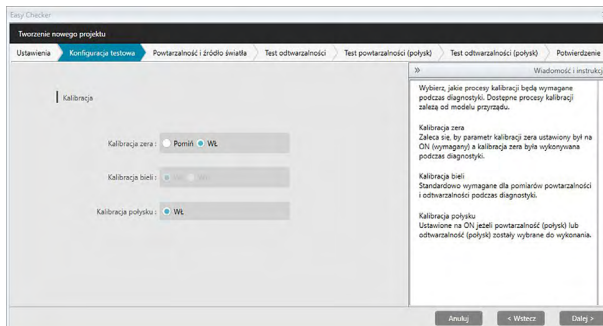 Easy Checker
Tworzenie nowego projektu
Ustawienia Konfiguracja testowa Powtarzalność i źródło światła Test odtwarzalności Test powtarzalności (połysk) Test odtwarzalności (połysk) Potwierdzenie
» Wiadomość i instrukcj
Kalibracja
Kalibracja zera : Pomiń WŁ
Kalibracja bieli :
Kalibracja połysku : WŁ
Wybierz, jakie procesy kalibracji będą wymagane
podczas diagnostyki. Dostępne procesy kalibracji
zależą od modelu przyrządu.
Kalibracja zera
Zaleca się, by parametr kalibracji zera ustawiony był na
ON (wymagany) a kalibracja zera była wykonywana
podczas diagnostyki.
Kalibracja bieli
Standardowo wymagane dla pomiarów powtarzalności
i odtwarzalności podczas diagnostyki.
Kalibracja połysku
Ustawione na ON jeżeli powtarzalność (połysk) lub
odtwarzalność (połysk) zostały wybrane do wykonania.
Anuluj < Wstecz Dalej >